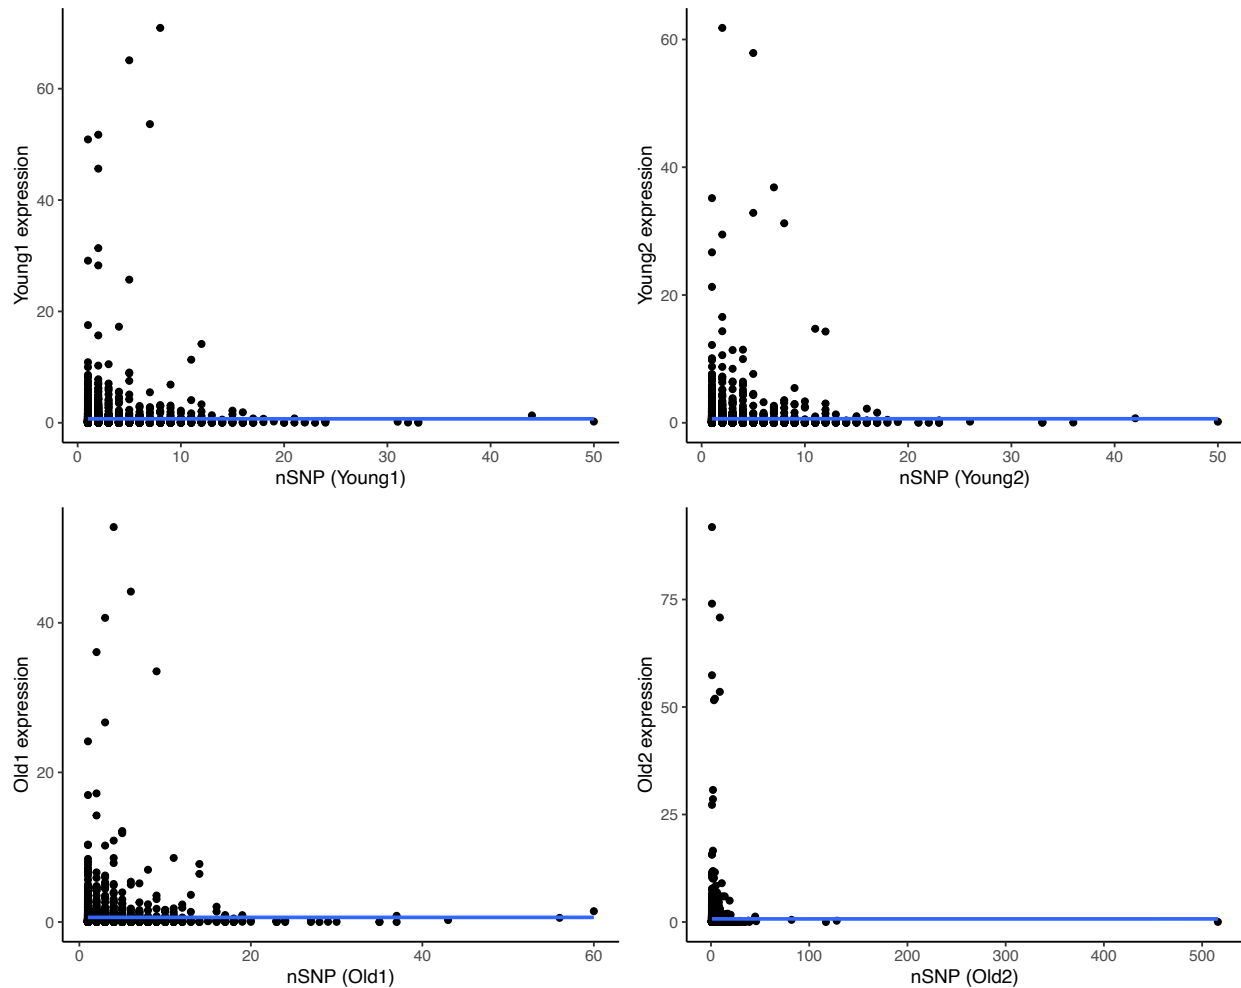 Young1 expression
60
40
20
0
0 10 20 30 40 50
nSNP (Young1)
Young2 expression
60
40
20
0
0 10 20 30 40 50
nSNP (Young2)
Old1 expression
40
20
0
0 20 40 60
nSNP (Old1)
Old2 expression
75
50
25
0
0 100 200 300 400 500
nSNP (Old2)